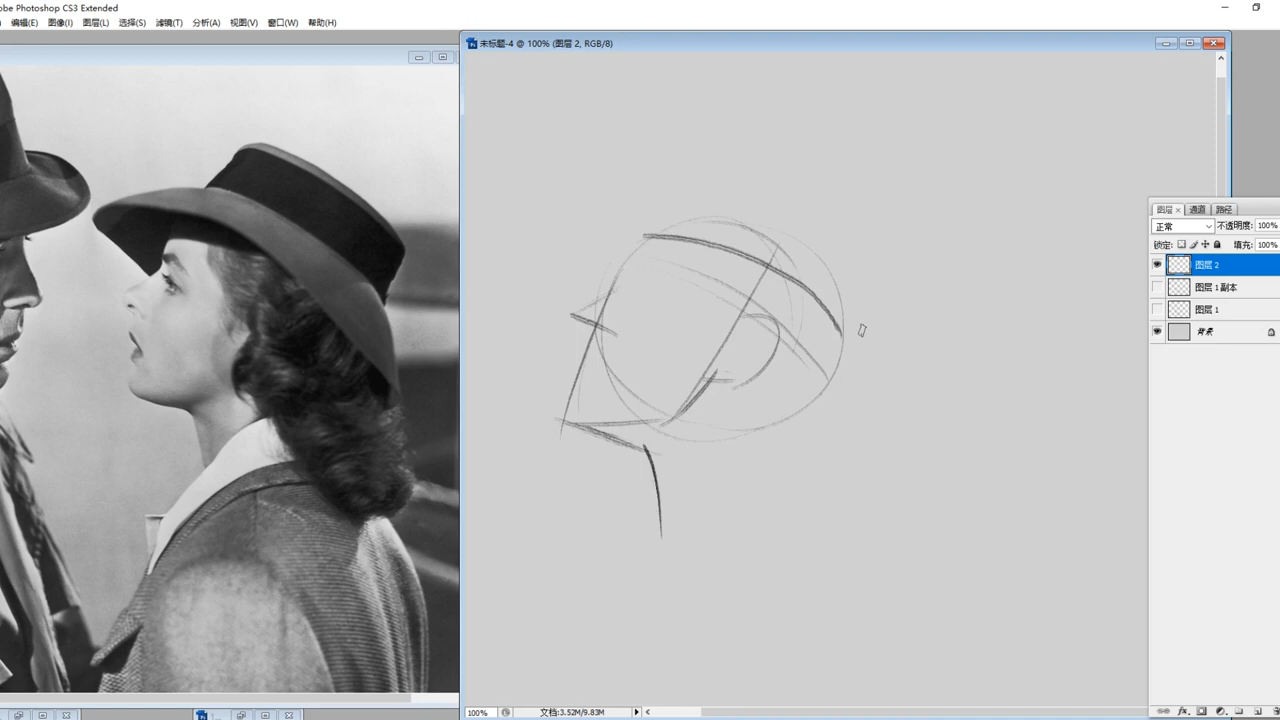 obe Photoshop CS3 Extended
编辑(E) 图像(I) 图层(L) 选择(S) 滤镜(T) 分析(A) 视图(V) 窗口(W) 帮助(H)
未标题-4 @ 100% (图层 2, RGB/8)
图层 × 通道 路径
正常 不透明度: 100%
锁定: 填充: 100%
图层 2
图层 1 副本
图层 1
背景
fx
100% 文档:3.52M/9.83M